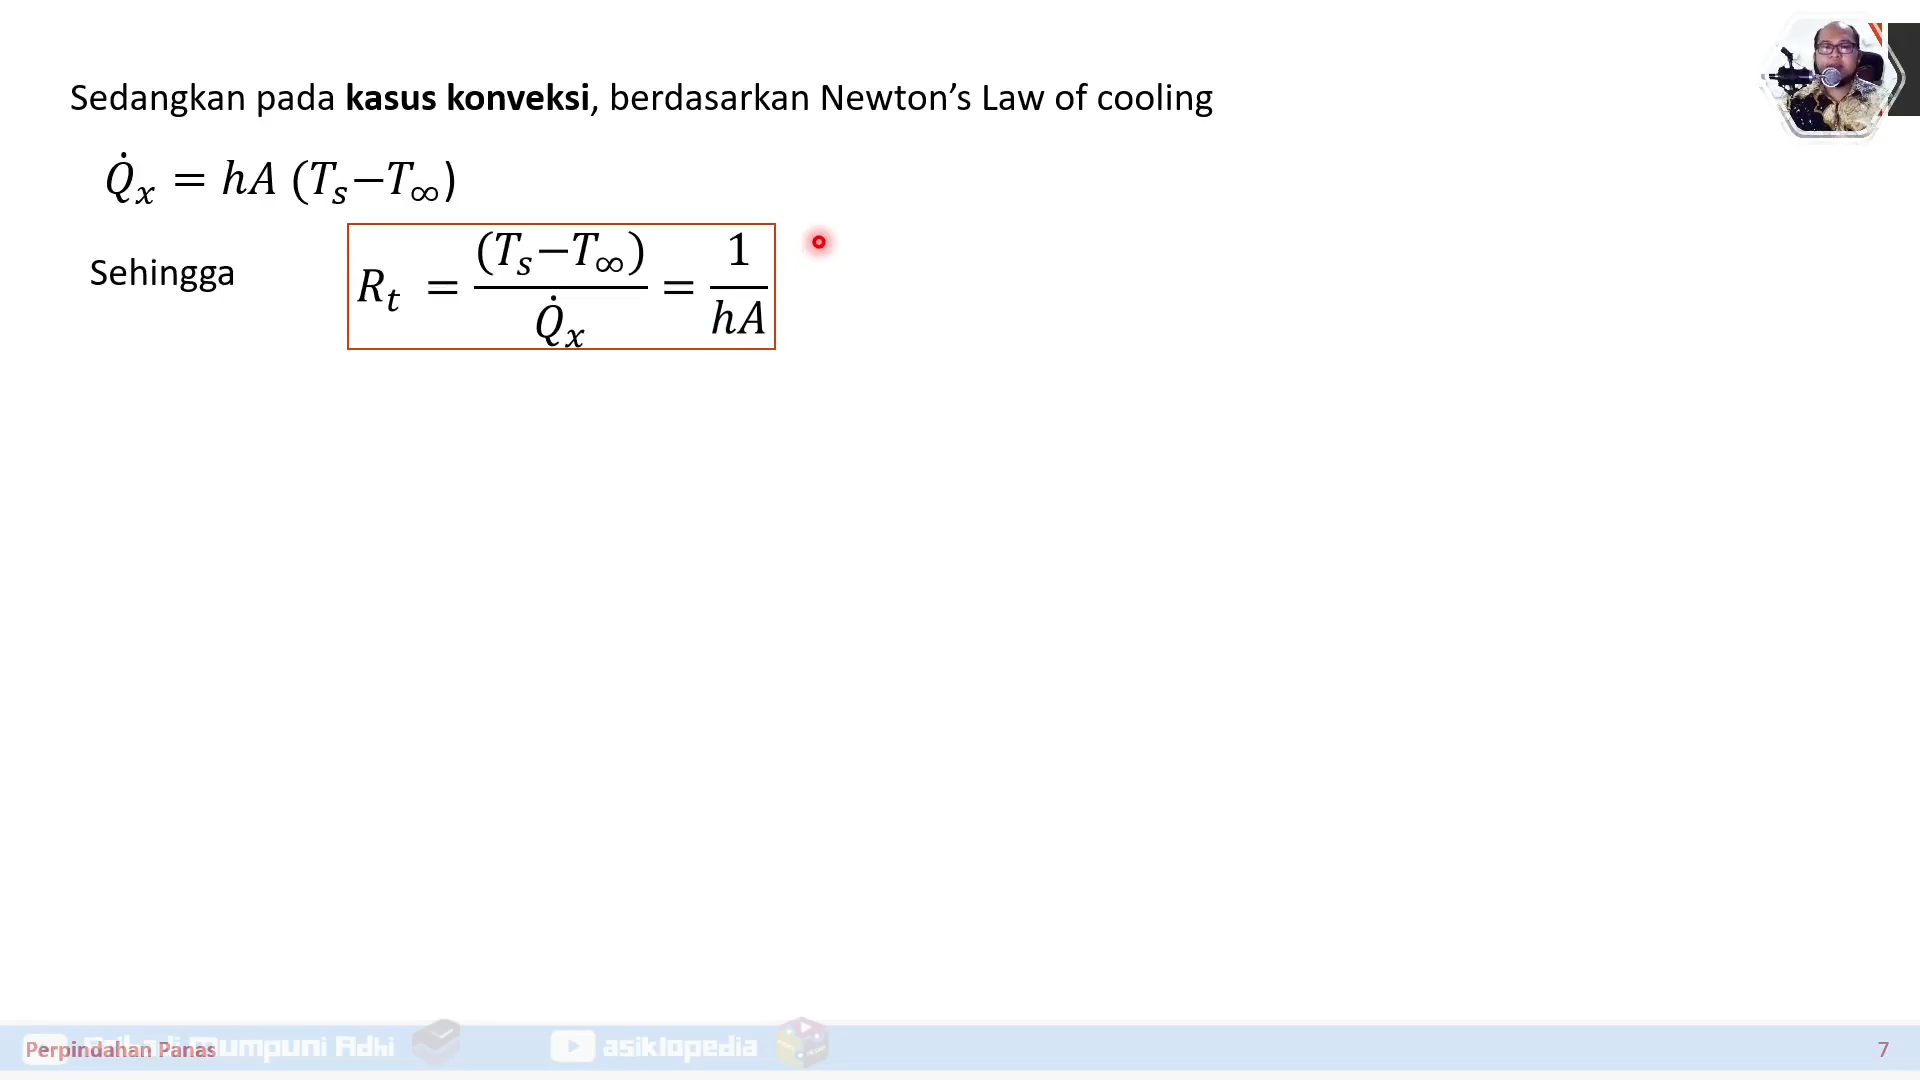 Sedangkan pada kasus konveksi, berdasarkan Newton’s Law of cooling
Q̇ₓ = hA (Tₛ−T∞)
Sehingga
Rₜ = (Tₛ−T∞) / Q̇ₓ = 1 / hA
Perpindahan Panas
Mumpuni Adhi
asiklopedia
7